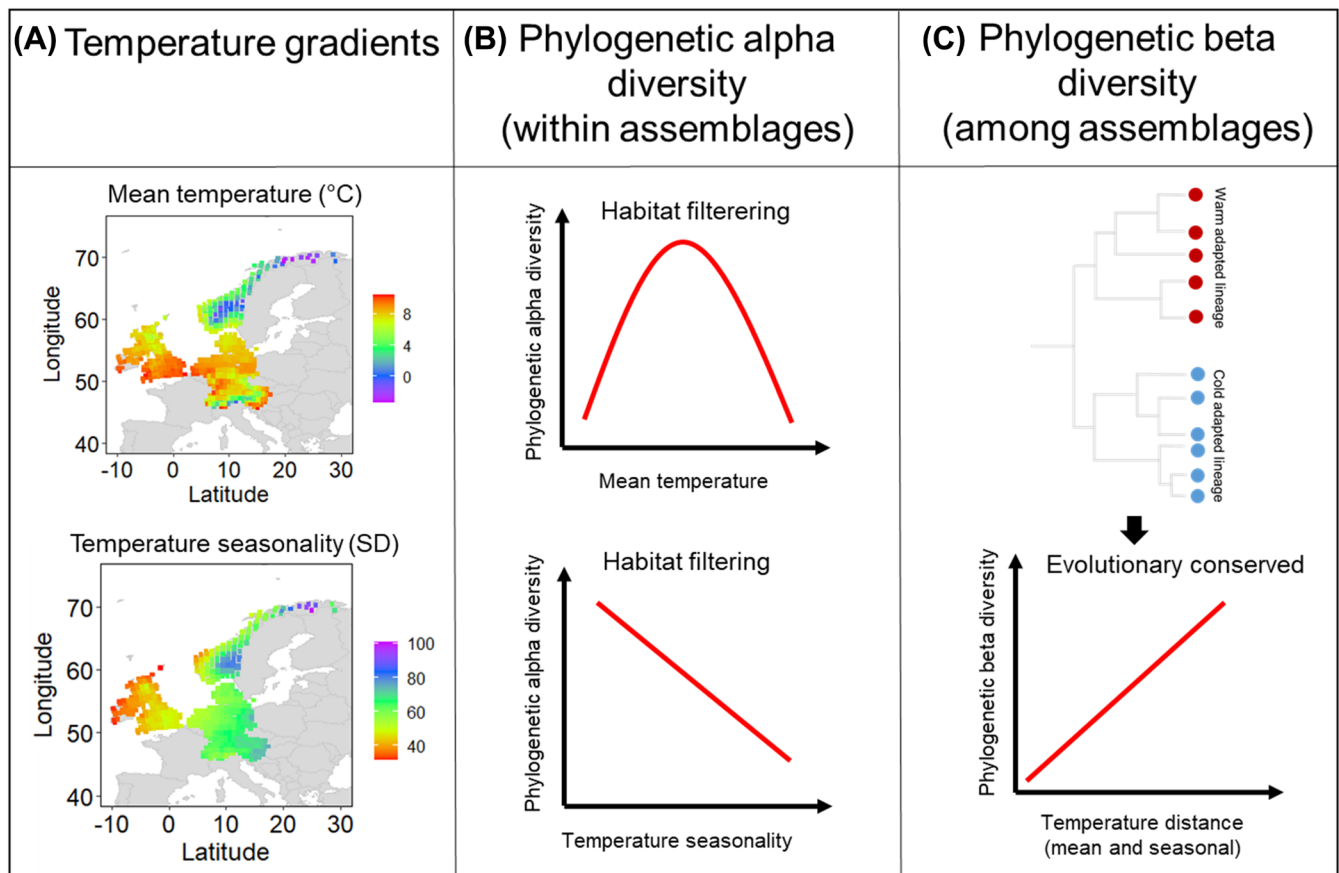 (A) Temperature gradients
Mean temperature (°C)
Longitude
70
60
50
40
-10 0 10 20 30
Latitude
8
4
0
Temperature seasonality (SD)
Longitude
70
60
50
40
-10 0 10 20 30
Latitude
100
80
60
40
(B) Phylogenetic alpha
diversity
(within assemblages)
Habitat filterering
Phylogenetic alpha diversity
Mean temperature
Habitat filtering
Phylogenetic alpha diversity
Temperature seasonality
(C) Phylogenetic beta
diversity
(among assemblages)
Warm adapted lineage
Cold adapted lineage
Evolutionary conserved
Phylogenetic beta diversity
Temperature distance
(mean and seasonal)